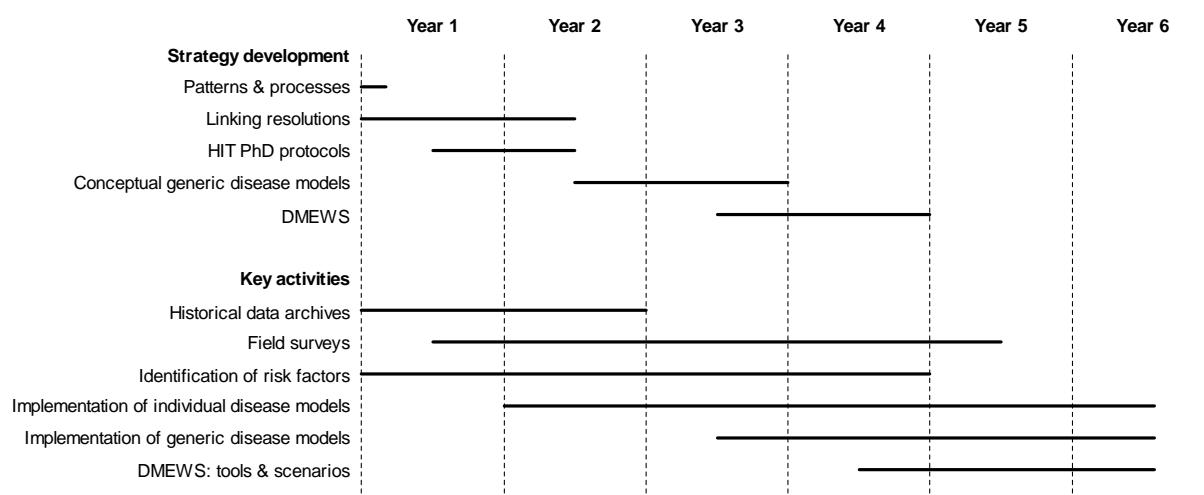 Year 1 Year 2 Year 3 Year 4 Year 5 Year 6
Strategy development
Patterns & processes
Linking resolutions
HIT PhD protocols
Conceptual generic disease models
DMEWS
Key activities
Historical data archives
Field surveys
Identification of risk factors
Implementation of individual disease models
Implementation of generic disease models
DMEWS: tools & scenarios